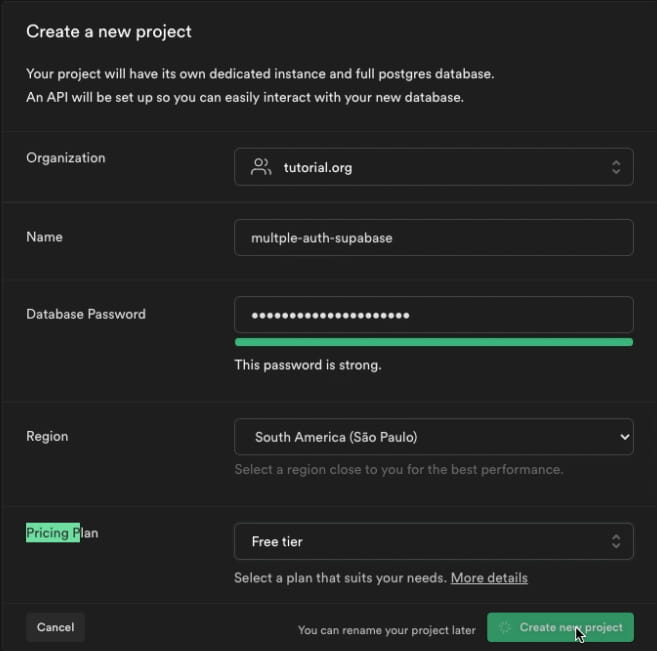 Create a new project
Your project will have its own dedicated instance and full postgres database.
An API will be set up so you can easily interact with your new database.
Organization
tutorial.org
Name
multple-auth-supabase
Database Password
•••••••••••••••••••••
This password is strong.
Region
South America (São Paulo)
Select a region close to you for the best performance.
Pricing Plan
Free tier
Select a plan that suits your needs. More details
Cancel
You can rename your project later
Create new project